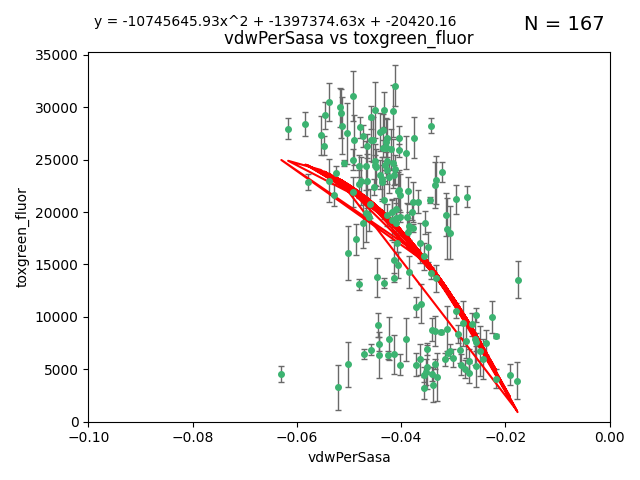 y = -10745645.93x^2 + -1397374.63x + -20420.16
N = 167
vdwPerSasa vs toxgreen_fluor
35000
30000
25000
20000
15000
10000
5000
0
toxgreen_fluor
−0.10
−0.08
−0.06
−0.04
−0.02
0.00
vdwPerSasa